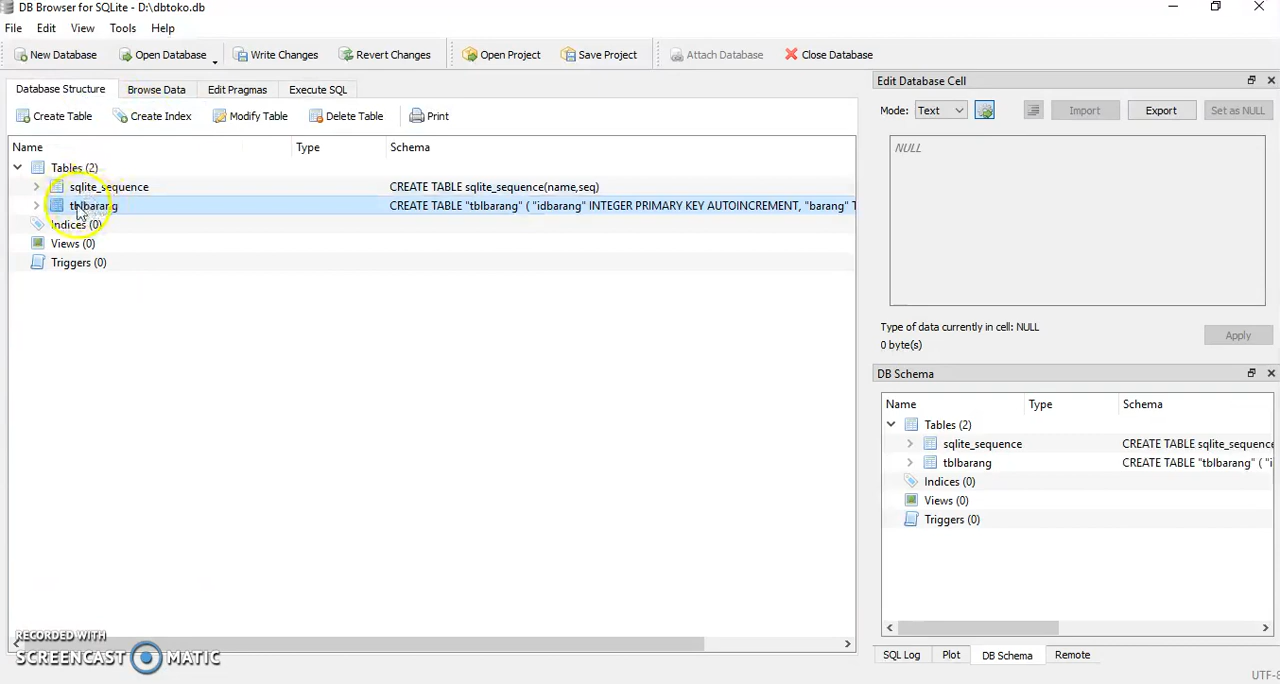 DB Browser for SQLite - D:\dbtoko.db
File Edit View Tools Help
New Database Open Database Write Changes Revert Changes Open Project Save Project Attach Database Close Database
Database Structure Browse Data Edit Pragmas Execute SQL
Create Table Create Index Modify Table Delete Table Print
Name Type Schema
Tables (2)
sqlite_sequence CREATE TABLE sqlite_sequence(name,seq)
tblbarang CREATE TABLE "tblbarang" ( "idbarang" INTEGER PRIMARY KEY AUTOINCREMENT, "barang" T
Indices (0)
Views (0)
Triggers (0)
Edit Database Cell
Mode: Text Import Export Set as NULL
NULL
Type of data currently in cell: NULL
0 byte(s)
Apply
DB Schema
Name Type Schema
Tables (2)
sqlite_sequence CREATE TABLE sqlite_sequence
tblbarang CREATE TABLE "tblbarang" ( "i
Indices (0)
Views (0)
Triggers (0)
SQL Log Plot DB Schema Remote
UTF-8
RECORDED WITH
SCREENCAST MATIC